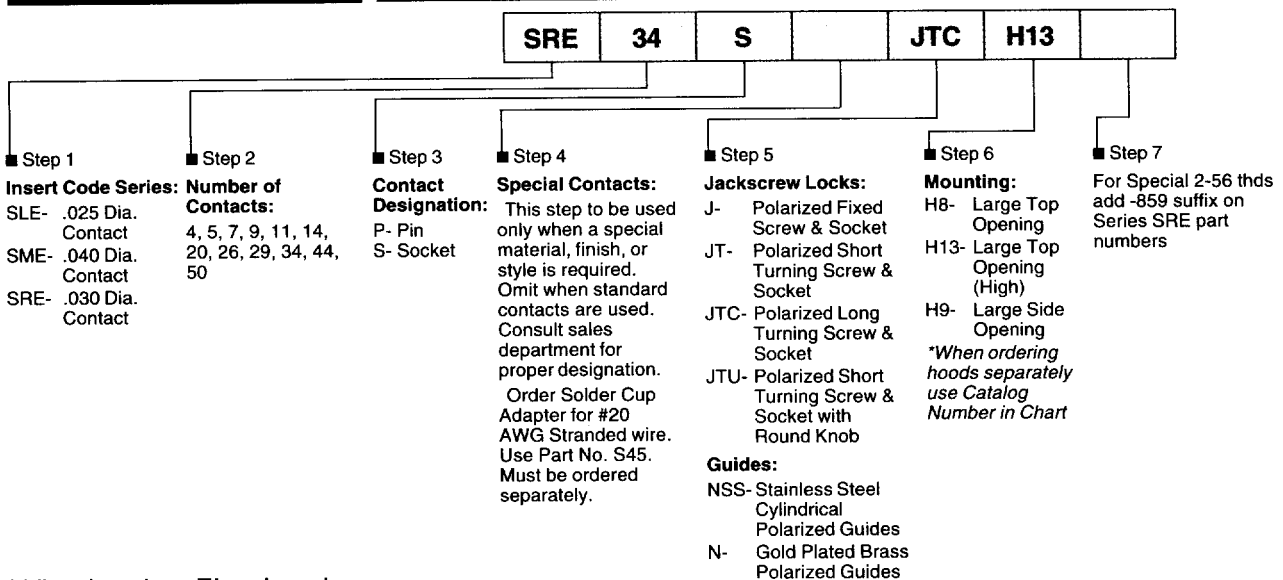 SRE 34 S JTC H13
■ Step 1
Insert Code Series:
SLE- .025 Dia.
Contact
SME- .040 Dia.
Contact
SRE- .030 Dia.
Contact
■ Step 2
Number of
Contacts:
4, 5, 7, 9, 11, 14,
20, 26, 29, 34, 44,
50
■ Step 3
Contact
Designation:
P- Pin
S- Socket
■ Step 4
Special Contacts:
This step to be used
only when a special
material, finish, or
style is required.
Omit when standard
contacts are used.
Consult sales
department for
proper designation.
Order Solder Cup
Adapter for #20
AWG Stranded wire.
Use Part No. S45.
Must be ordered
separately.
■ Step 5
Jackscrew Locks:
J- Polarized Fixed
Screw & Socket
JT- Polarized Short
Turning Screw &
Socket
JTC- Polarized Long
Turning Screw &
Socket
JTU- Polarized Short
Turning Screw &
Socket with
Round Knob
Guides:
NSS- Stainless Steel
Cylindrical
Polarized Guides
N- Gold Plated Brass
Polarized Guides
■ Step 6
Mounting:
H8- Large Top
Opening
H13- Large Top
Opening
(High)
H9- Large Side
Opening
*When ordering
hoods separately
use Catalog
Number in Chart
■ Step 7
For Special 2-56 thds
add -859 suffix on
Series SRE part
numbers